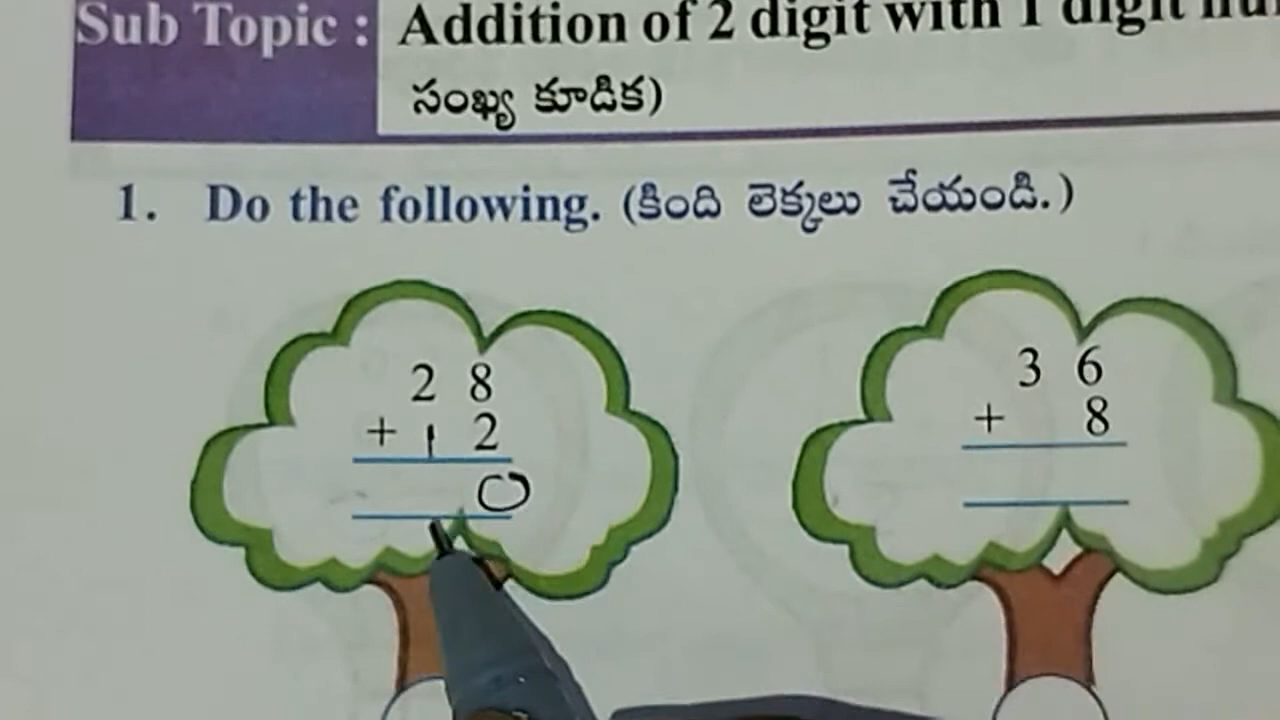 Sub Topic : Addition of 2 digit with 1 digit
సంఖ్య కూడిక)
1. Do the following. (కింది లెక్కలు చేయండి.)
2 8
+ 1 2
0
3 6
+ 8